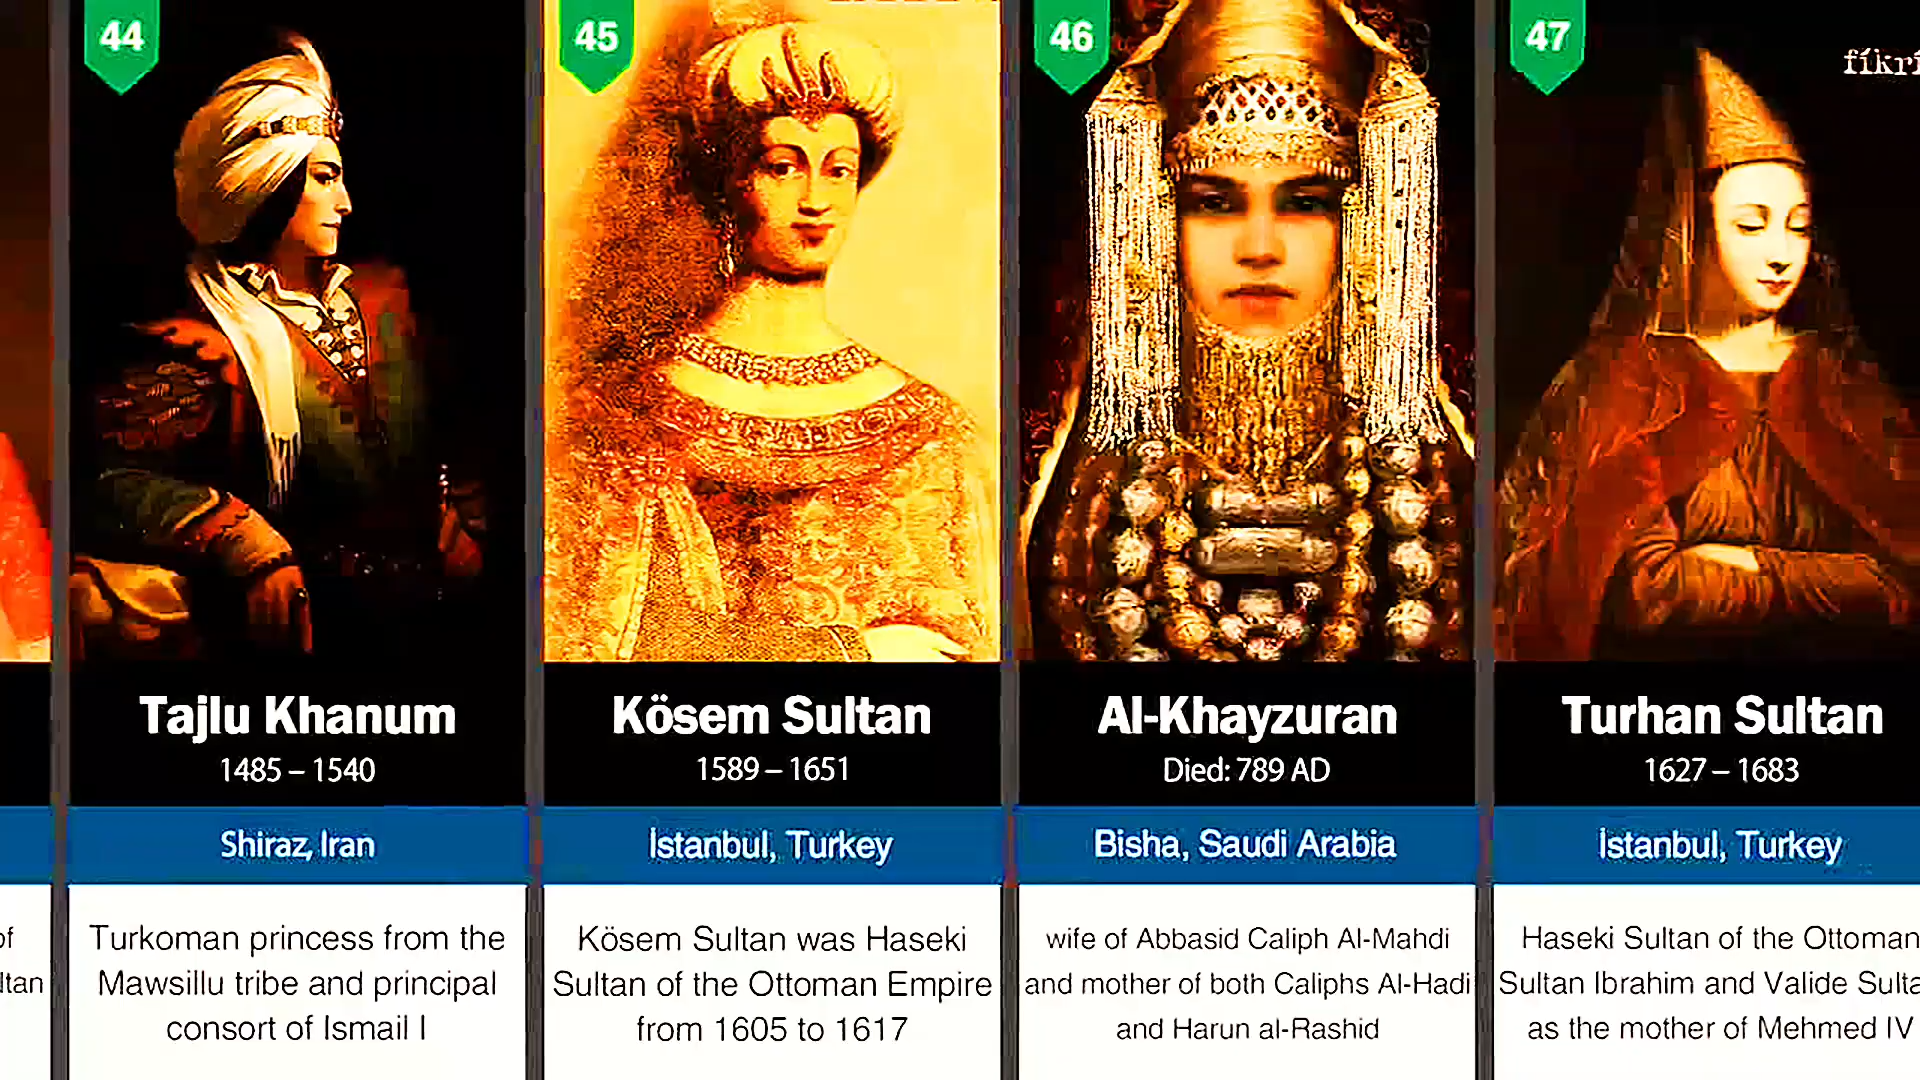 44
Tajlu Khanum
1485 – 1540
Shiraz, Iran
Turkoman princess from the
Mawsillu tribe and principal
consort of Ismail I
45
Kösem Sultan
1589 – 1651
İstanbul, Turkey
Kösem Sultan was Haseki
Sultan of the Ottoman Empire
from 1605 to 1617
46
Al-Khayzuran
Died: 789 AD
Bisha, Saudi Arabia
wife of Abbasid Caliph Al-Mahdi
and mother of both Caliphs Al-Hadi
and Harun al-Rashid
47
fikri
Turhan Sultan
1627 – 1683
İstanbul, Turkey
Haseki Sultan of the Ottoman
Sultan Ibrahim and Valide Sulta
as the mother of Mehmed IV